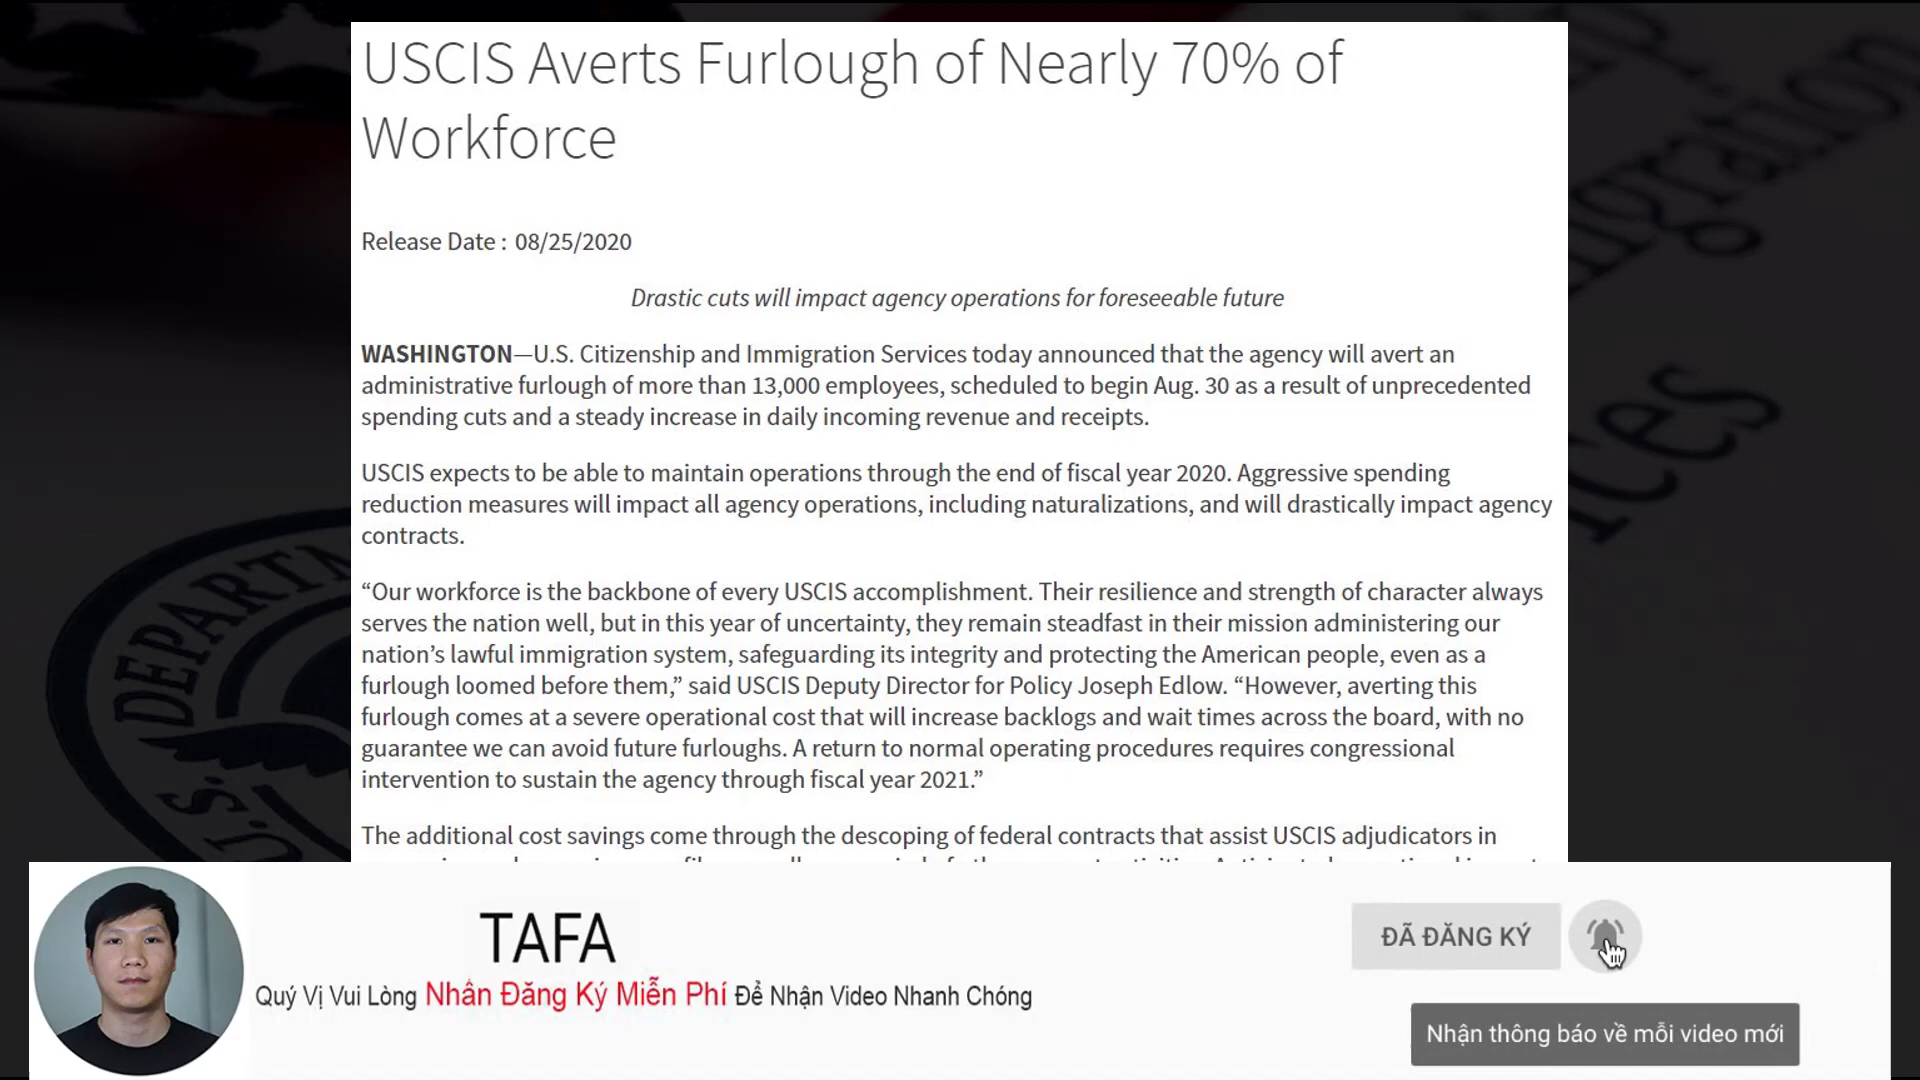 USCIS Averts Furlough of Nearly 70% of
Workforce
Release Date : 08/25/2020
Drastic cuts will impact agency operations for foreseeable future
WASHINGTON—U.S. Citizenship and Immigration Services today announced that the agency will avert an
administrative furlough of more than 13,000 employees, scheduled to begin Aug. 30 as a result of unprecedented
spending cuts and a steady increase in daily incoming revenue and receipts.
USCIS expects to be able to maintain operations through the end of fiscal year 2020. Aggressive spending
reduction measures will impact all agency operations, including naturalizations, and will drastically impact agency
contracts.
“Our workforce is the backbone of every USCIS accomplishment. Their resilience and strength of character always
serves the nation well, but in this year of uncertainty, they remain steadfast in their mission administering our
nation’s lawful immigration system, safeguarding its integrity and protecting the American people, even as a
furlough loomed before them,” said USCIS Deputy Director for Policy Joseph Edlow. “However, averting this
furlough comes at a severe operational cost that will increase backlogs and wait times across the board, with no
guarantee we can avoid future furloughs. A return to normal operating procedures requires congressional
intervention to sustain the agency through fiscal year 2021.”
The additional cost savings come through the descoping of federal contracts that assist USCIS adjudicators in
DEPARTM
U.S.
migration
ices
TAFA
Quý Vị Vui Lòng Nhấn Đăng Ký Miễn Phí Để Nhận Video Nhanh Chóng
ĐÃ ĐĂNG KÝ
Nhận thông báo về mỗi video mới